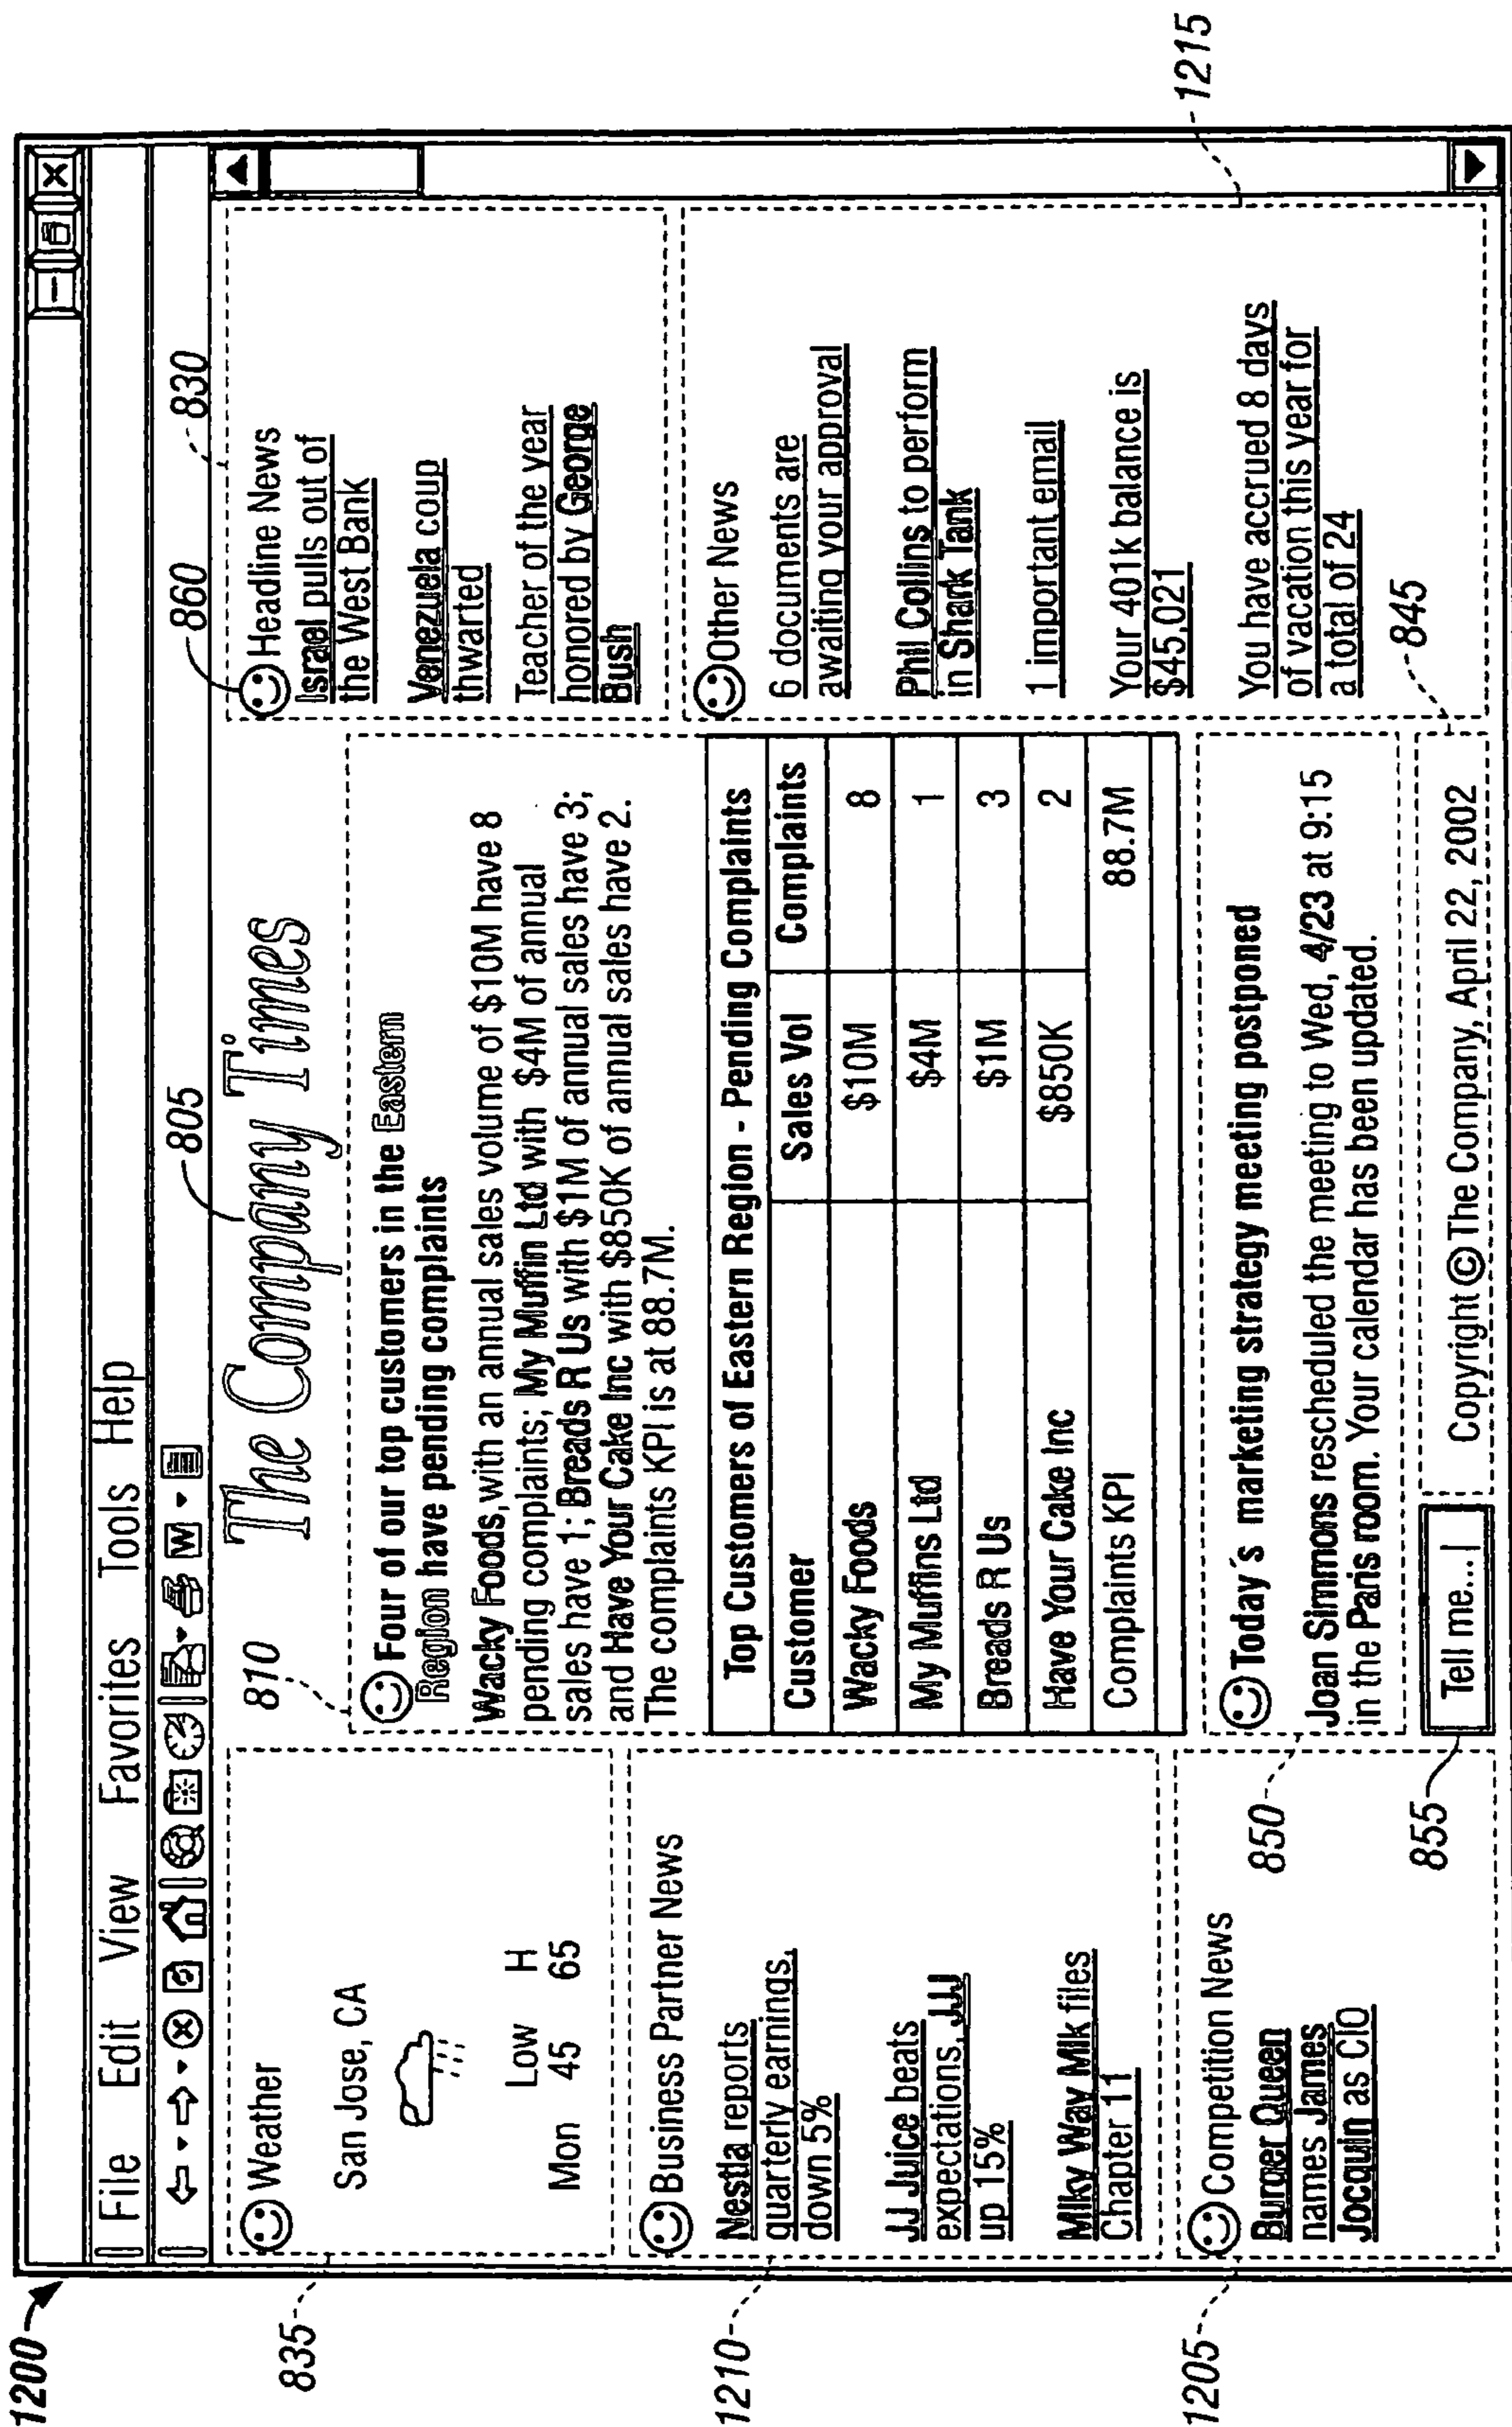 1200
File Edit View Favorites Tools Help
W
805
860
830
The Company Times
835
Weather
San Jose, CA
Low H
Mon 45 65
1210
Business Partner News
Nestla reports
quarterly earnings,
down 5%
JJ Juice beats
expectations, JJJ
up 15%
Milky Way Milk files
Chapter 11
1205
Competition News
Burger Queen
names James
Jocquin as CIO
810
Four of our top customers in the Eastern
Region have pending complaints
Wacky Foods, with an annual sales volume of $10M have 8
pending complaints; My Muffin Ltd with $4M of annual
sales have 1; Breads R Us with $1M of annual sales have 3;
and Have Your Cake Inc with $850K of annual sales have 2.
The complaints KPI is at 88.7M.
Top Customers of Eastern Region - Pending Complaints
Customer Sales Vol Complaints
Wacky Foods $10M 8
My Muffins Ltd $4M 1
Breads R Us $1M 3
Have Your Cake Inc $850K 2
Complaints KPI 88.7M
850
Today´s marketing strategy meeting postponed
Joan Simmons rescheduled the meeting to Wed, 4/23 at 9:15
in the Paris room. Your calendar has been updated.
855
Tell me...|
Copyright © The Company, April 22, 2002
845
Headline News
Israel pulls out of
the West Bank
Venezuela coup
thwarted
Teacher of the year
honored by George
Bush
Other News
6 documents are
awaiting your approval
Phil Collins to perform
in Shark Tank
1 important email
Your 401k balance is
$45,021
You have accrued 8 days
of vacation this year for
a total of 24
1215